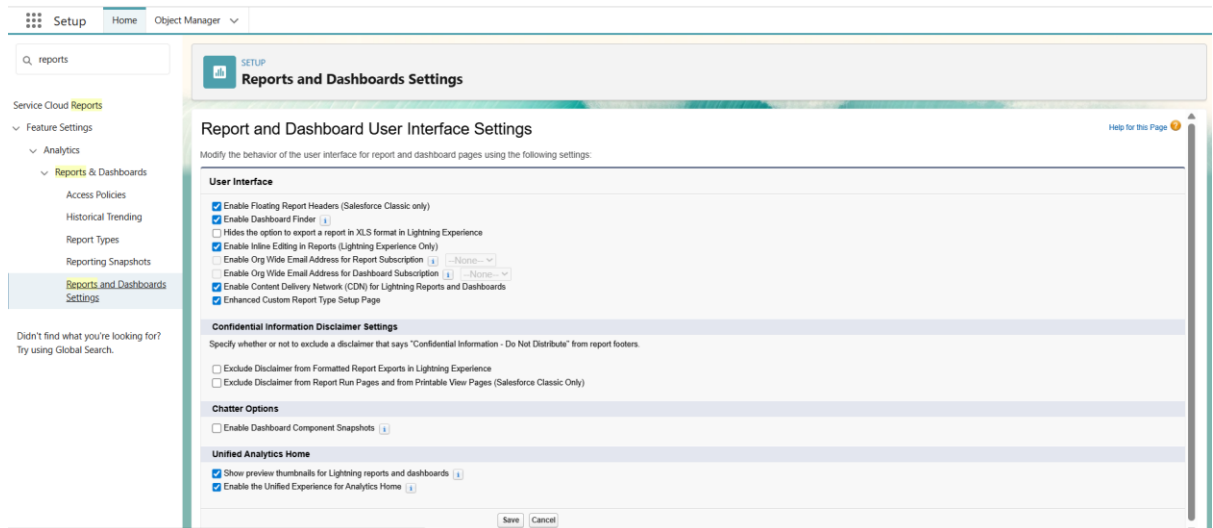 Setup Home Object Manager
reports
Service Cloud Reports
Feature Settings
Analytics
Reports & Dashboards
Access Policies
Historical Trending
Report Types
Reporting Snapshots
Reports and Dashboards
Settings
Didn't find what you're looking for?
Try using Global Search.
SETUP
Reports and Dashboards Settings
Report and Dashboard User Interface Settings
Help for this Page ?
Modify the behavior of the user interface for report and dashboard pages using the following settings:
User Interface
Enable Floating Report Headers (Salesforce Classic only)
Enable Dashboard Finder i
Hides the option to export a report in XLS format in Lightning Experience
Enable Inline Editing in Reports (Lightning Experience Only)
Enable Org Wide Email Address for Report Subscription i --None--
Enable Org Wide Email Address for Dashboard Subscription i --None--
Enable Content Delivery Network (CDN) for Lightning Reports and Dashboards
Enhanced Custom Report Type Setup Page
Confidential Information Disclaimer Settings
Specify whether or not to exclude a disclaimer that says "Confidential Information - Do Not Distribute" from report footers.
Exclude Disclaimer from Formatted Report Exports in Lightning Experience
Exclude Disclaimer from Report Run Pages and from Printable View Pages (Salesforce Classic Only)
Chatter Options
Enable Dashboard Component Snapshots i
Unified Analytics Home
Show preview thumbnails for Lightning reports and dashboards i
Enable the Unified Experience for Analytics Home i
Save Cancel